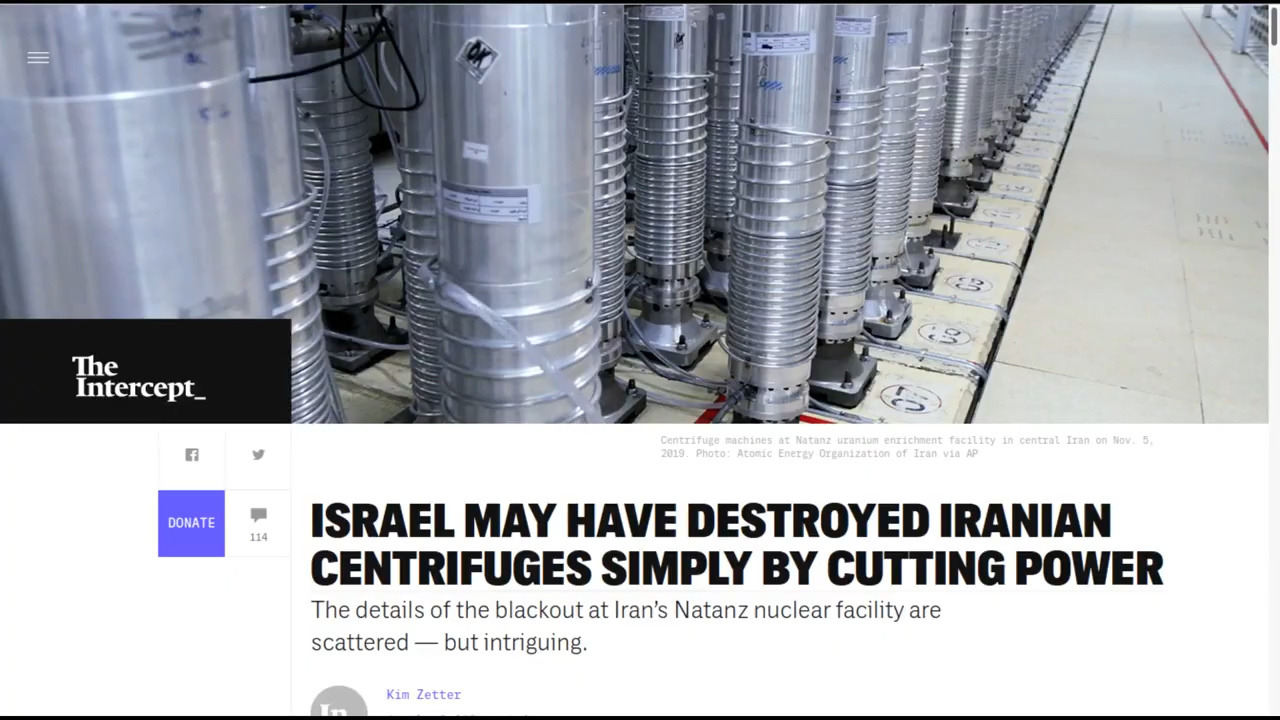 The
Intercept_
Centrifuge machines at Natanz uranium enrichment facility in central Iran on Nov. 5,
2019. Photo: Atomic Energy Organization of Iran via AP
DONATE
114
ISRAEL MAY HAVE DESTROYED IRANIAN
CENTRIFUGES SIMPLY BY CUTTING POWER
The details of the blackout at Iran’s Natanz nuclear facility are
scattered — but intriguing.
Kim Zetter